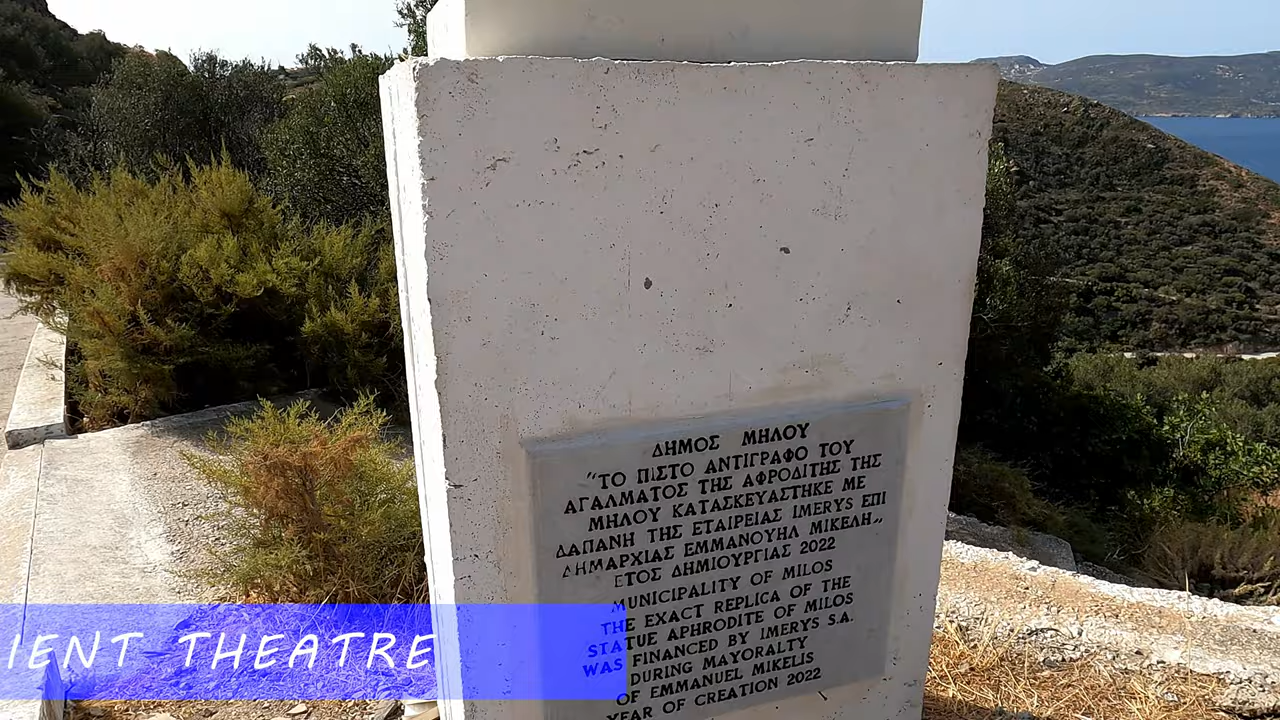 ΔΗΜΟΣ ΜΗΛΟΥ
“ΤΟ ΠΙΣΤΟ ΑΝΤΙΓΡΑΦΟ ΤΟΥ
ΑΓΑΛΜΑΤΟΣ ΤΗΣ ΑΦΡΟΔΙΤΗΣ ΤΗΣ
ΜΗΛΟΥ ΚΑΤΑΣΚΕΥΑΣΤΗΚΕ ΜΕ
ΔΑΠΑΝΗ ΤΗΣ ΕΤΑΙΡΕΙΑΣ IMERYS ΕΠΙ
ΔΗΜΑΡΧΙΑΣ ΕΜΜΑΝΟΥΗΛ ΜΙΚΕΛΗ„
ΕΤΟΣ ΔΗΜΙΟΥΡΓΙΑΣ 2022
MUNICIPALITY OF MILOS
THE EXACT REPLICA OF THE
STATUE APHRODITE OF MILOS
WAS FINANCED BY IMERYS S.A.
DURING MAYORALTY
OF EMMANUEL MIKELIS
YEAR OF CREATION 2022
IENT THEATRE